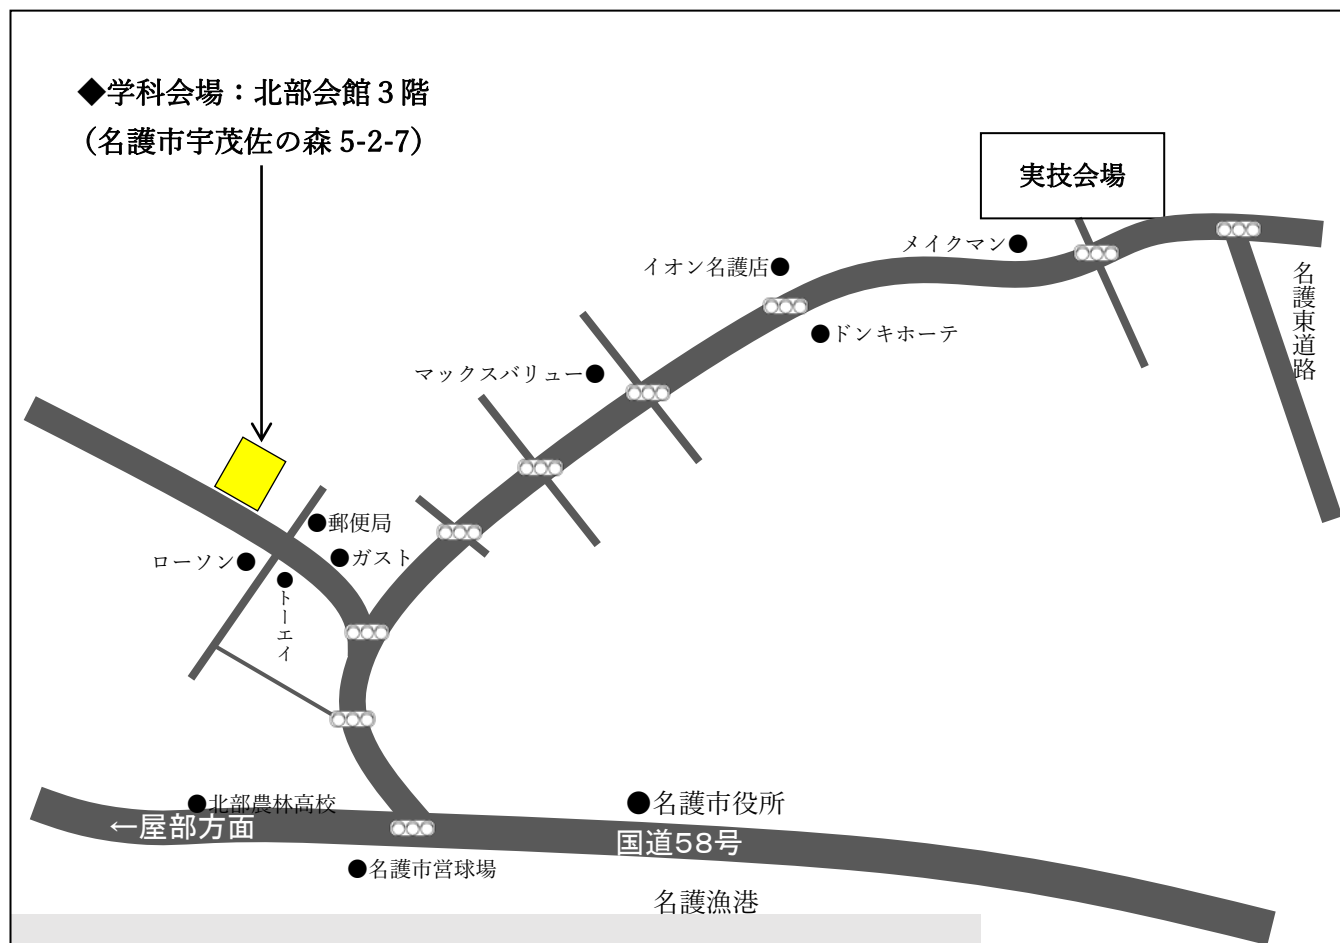 ◆学科会場：北部会館３階
（名護市宇茂佐の森 5-2-7）
実技会場
メイクマン
イオン名護店
名護東道路
ドンキホーテ
マックスバリュー
郵便局
ガスト
ローソン
トーエイ
北部農林高校
名護市役所
←屋部方面
国道58号
名護市営球場
名護漁港